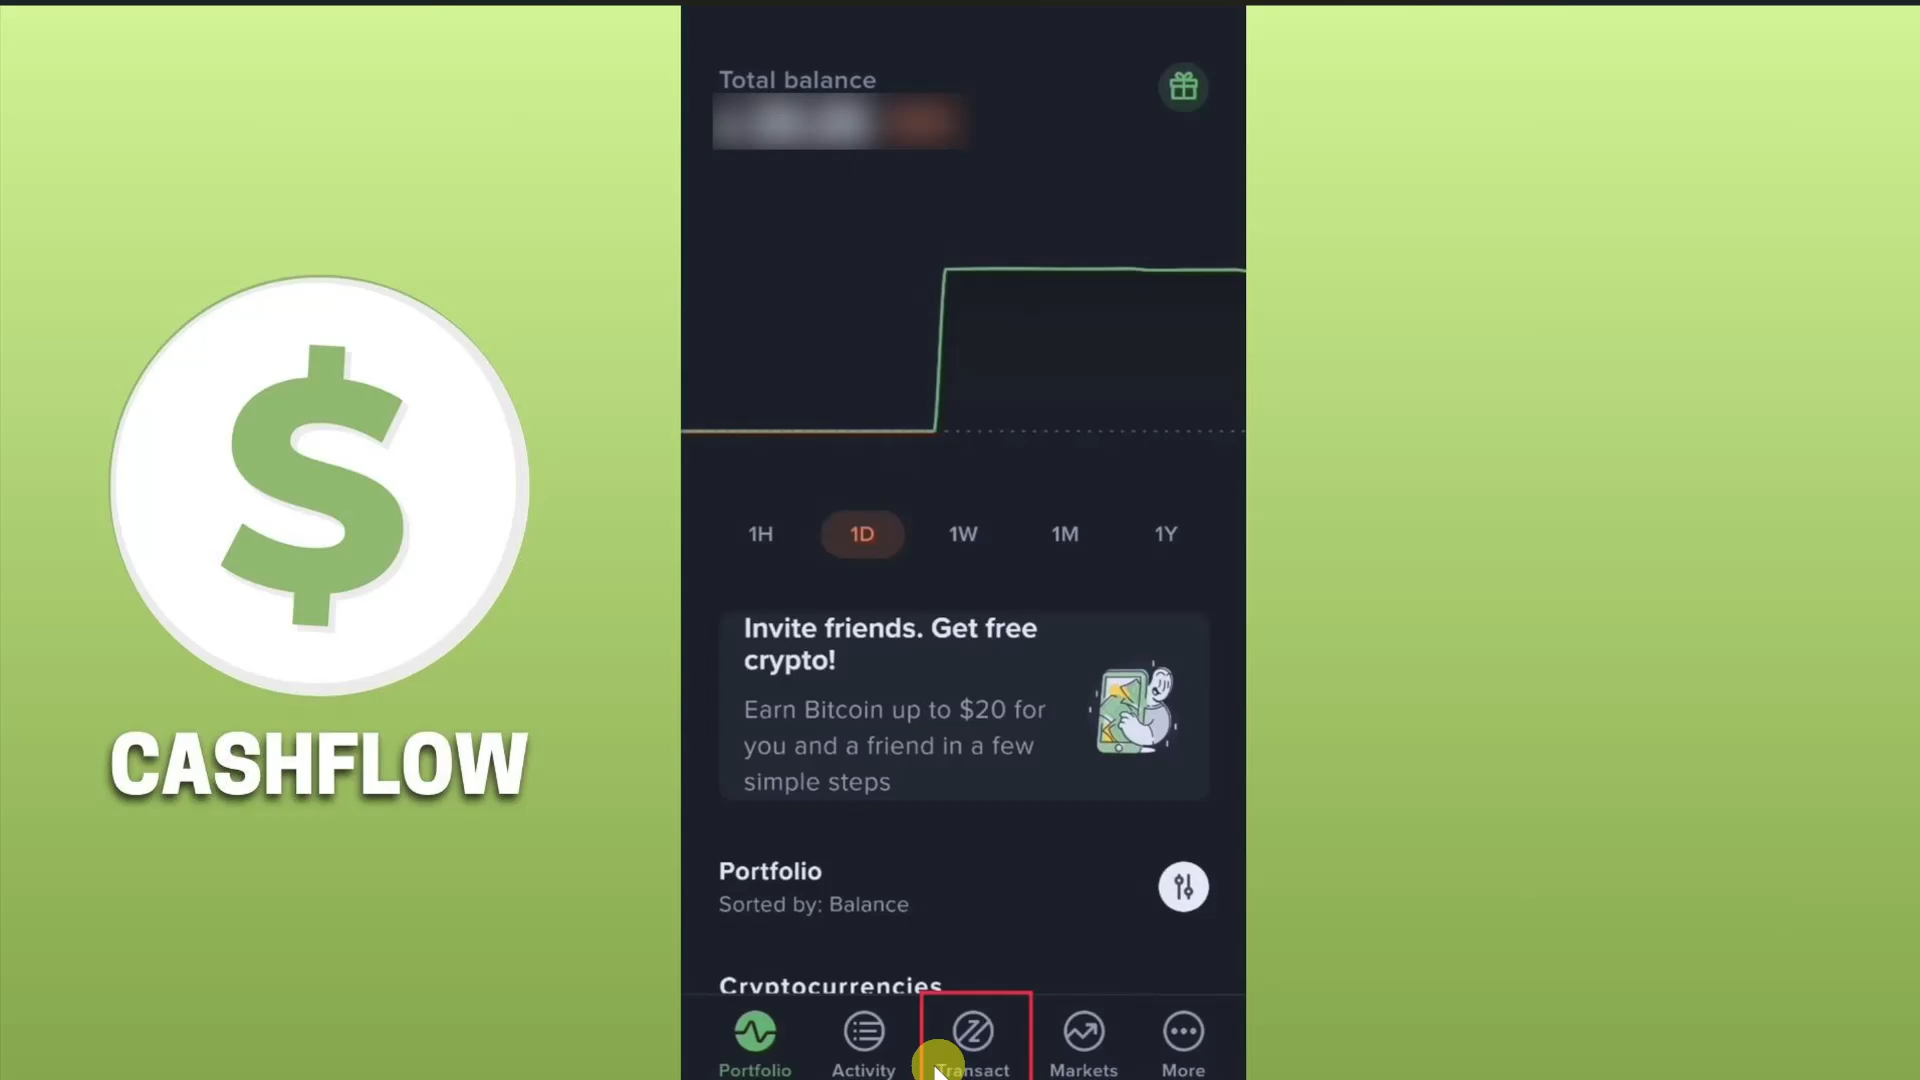 Total balance
$
CASHFLOW
1H 1D 1W 1M 1Y
Invite friends. Get free
crypto!
Earn Bitcoin up to $20 for
you and a friend in a few
simple steps
Portfolio
Sorted by: Balance
Cryptocurrencies
Portfolio Activity Transact Markets More